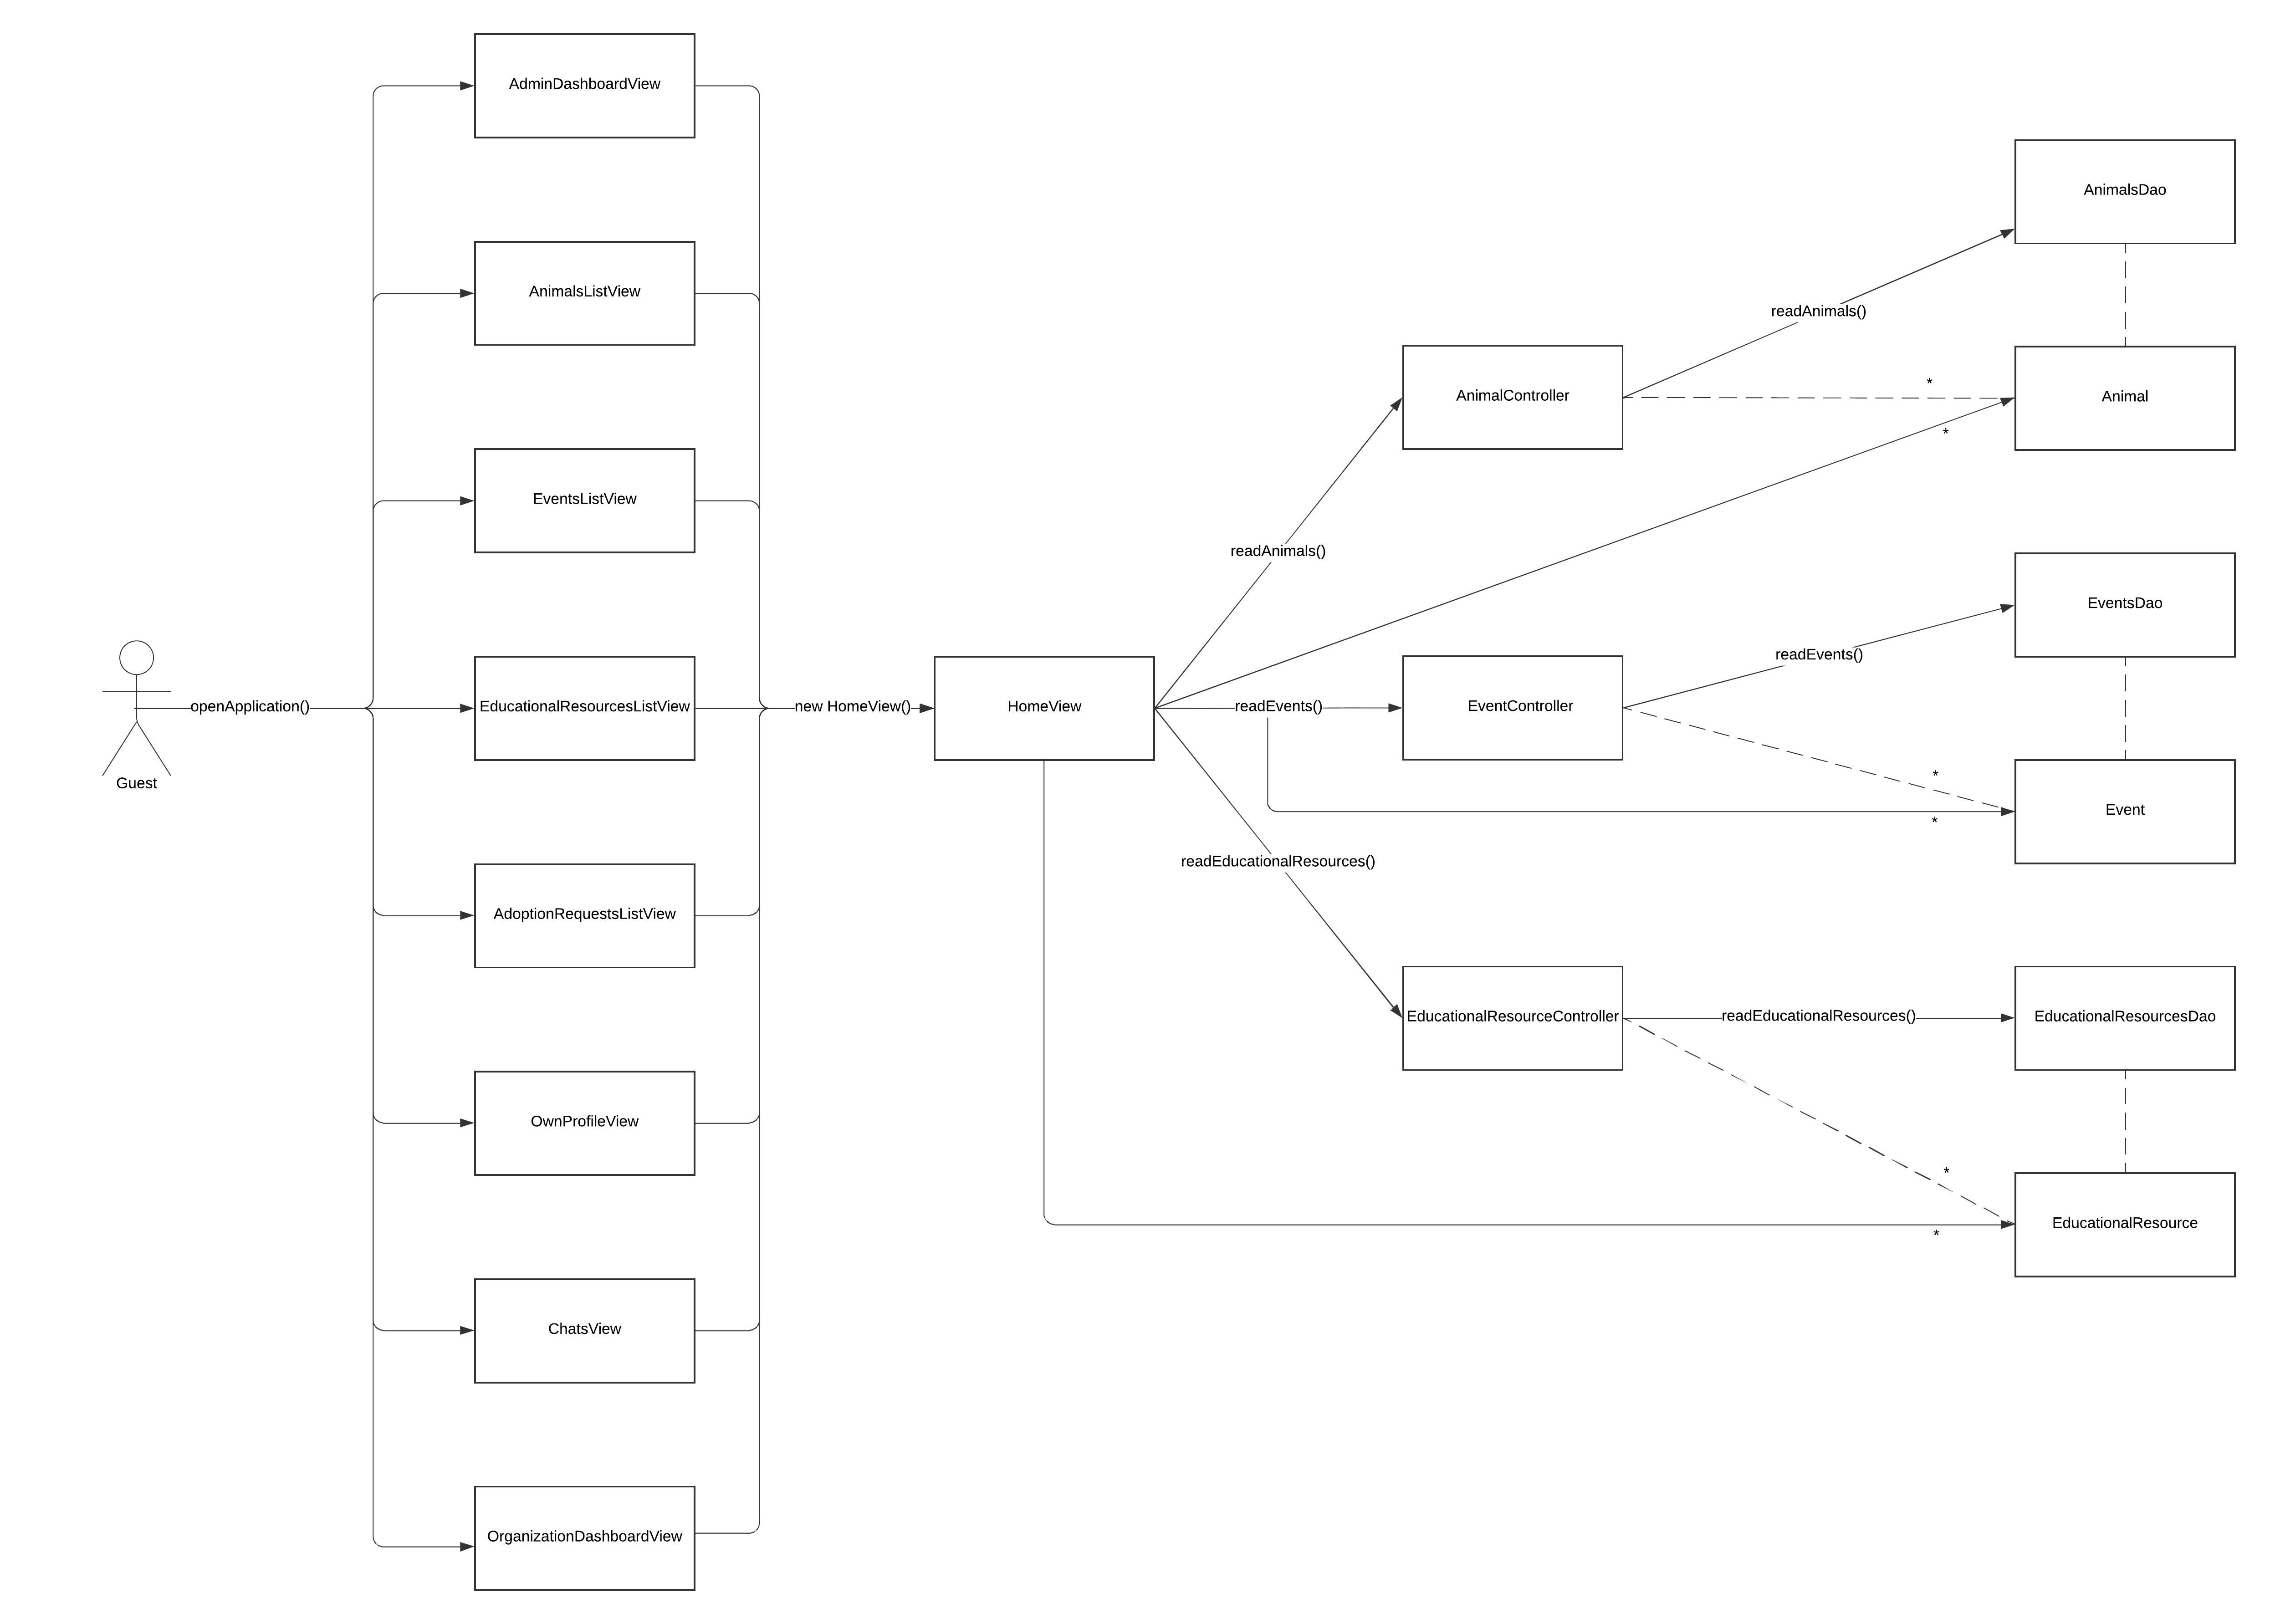 AdminDashboardView
AnimalsListView
EventsListView
EducationalResourcesListView
AdoptionRequestsListView
OwnProfileView
ChatsView
OrganizationDashboardView
openApplication()
Guest
new HomeView()
HomeView
readAnimals()
readEvents()
readEducationalResources()
AnimalController
EventController
EducationalResourceController
readAnimals()
*
*
readEvents()
*
*
readEducationalResources()
*
*
AnimalsDao
Animal
EventsDao
Event
EducationalResourcesDao
EducationalResource